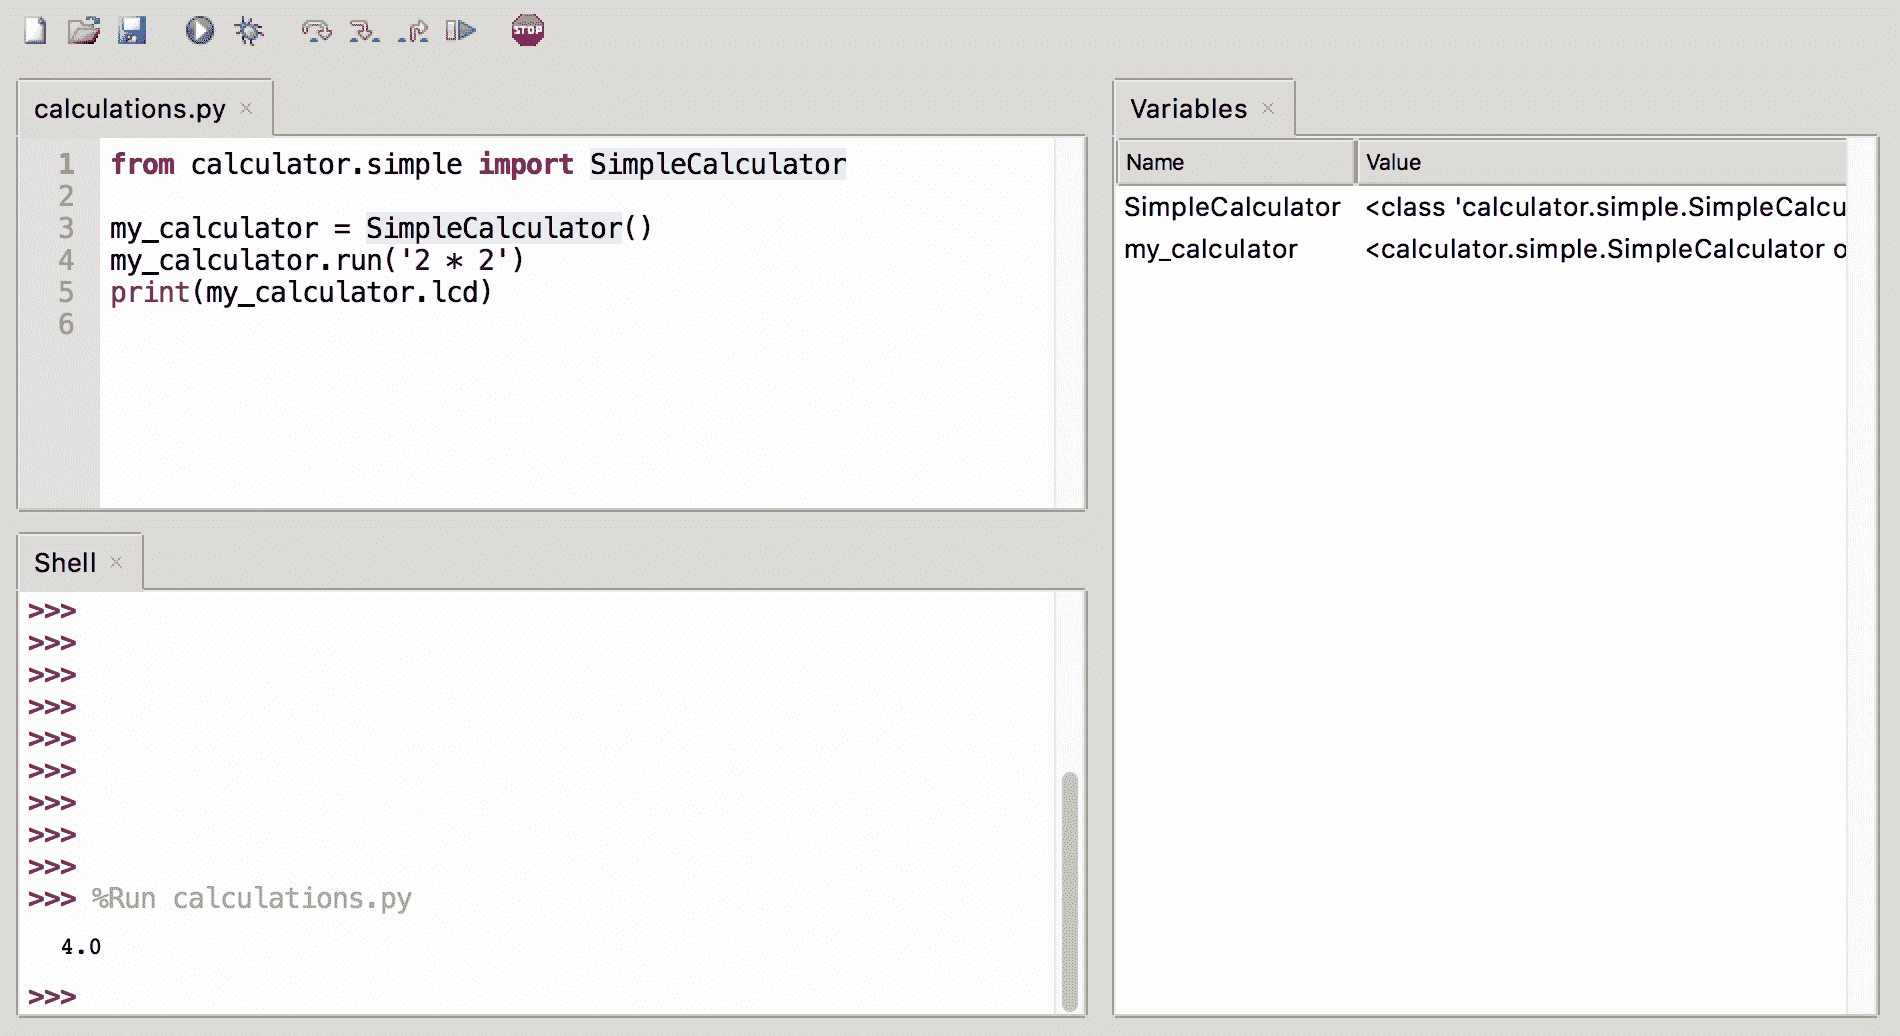 STOP
calculations.py
1 from calculator.simple import SimpleCalculator
2
3 my_calculator = SimpleCalculator()
4 my_calculator.run('2 * 2')
5 print(my_calculator.lcd)
6
Shell
>>>
>>>
>>>
>>>
>>>
>>>
>>>
>>>
>>>
>>> %Run calculations.py
4.0
>>>
Variables
Name Value
SimpleCalculator <class 'calculator.simple.SimpleCalcu
my_calculator <calculator.simple.SimpleCalculator o